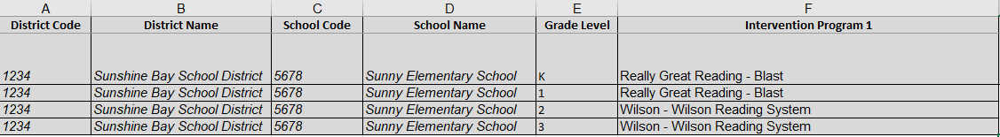 A B C D E F
District Code District Name School Code School Name Grade Level Intervention Program 1
1234 Sunshine Bay School District 5678 Sunny Elementary School K Really Great Reading - Blast
1234 Sunshine Bay School District 5678 Sunny Elementary School 1 Really Great Reading - Blast
1234 Sunshine Bay School District 5678 Sunny Elementary School 2 Wilson - Wilson Reading System
1234 Sunshine Bay School District 5678 Sunny Elementary School 3 Wilson - Wilson Reading System